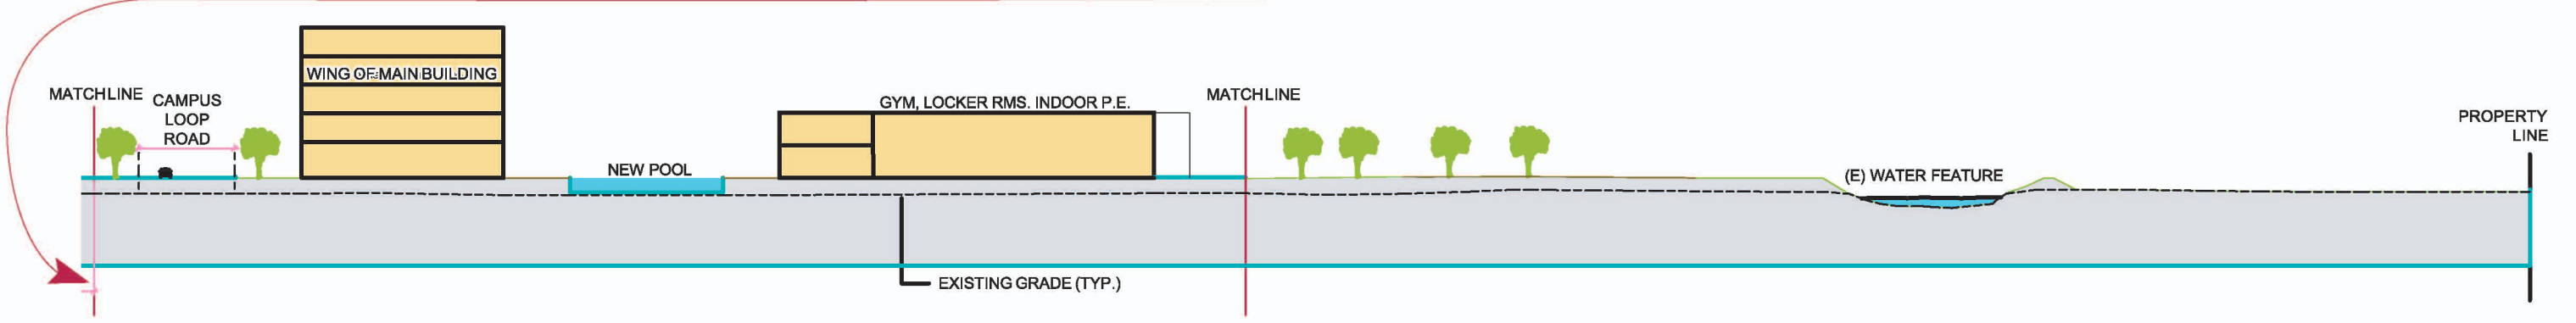 MATCHLINE
CAMPUS
LOOP
ROAD
WING OF MAIN BUILDING
NEW POOL
GYM, LOCKER RMS. INDOOR P.E.
MATCHLINE
(E) WATER FEATURE
PROPERTY
LINE
EXISTING GRADE (TYP.)